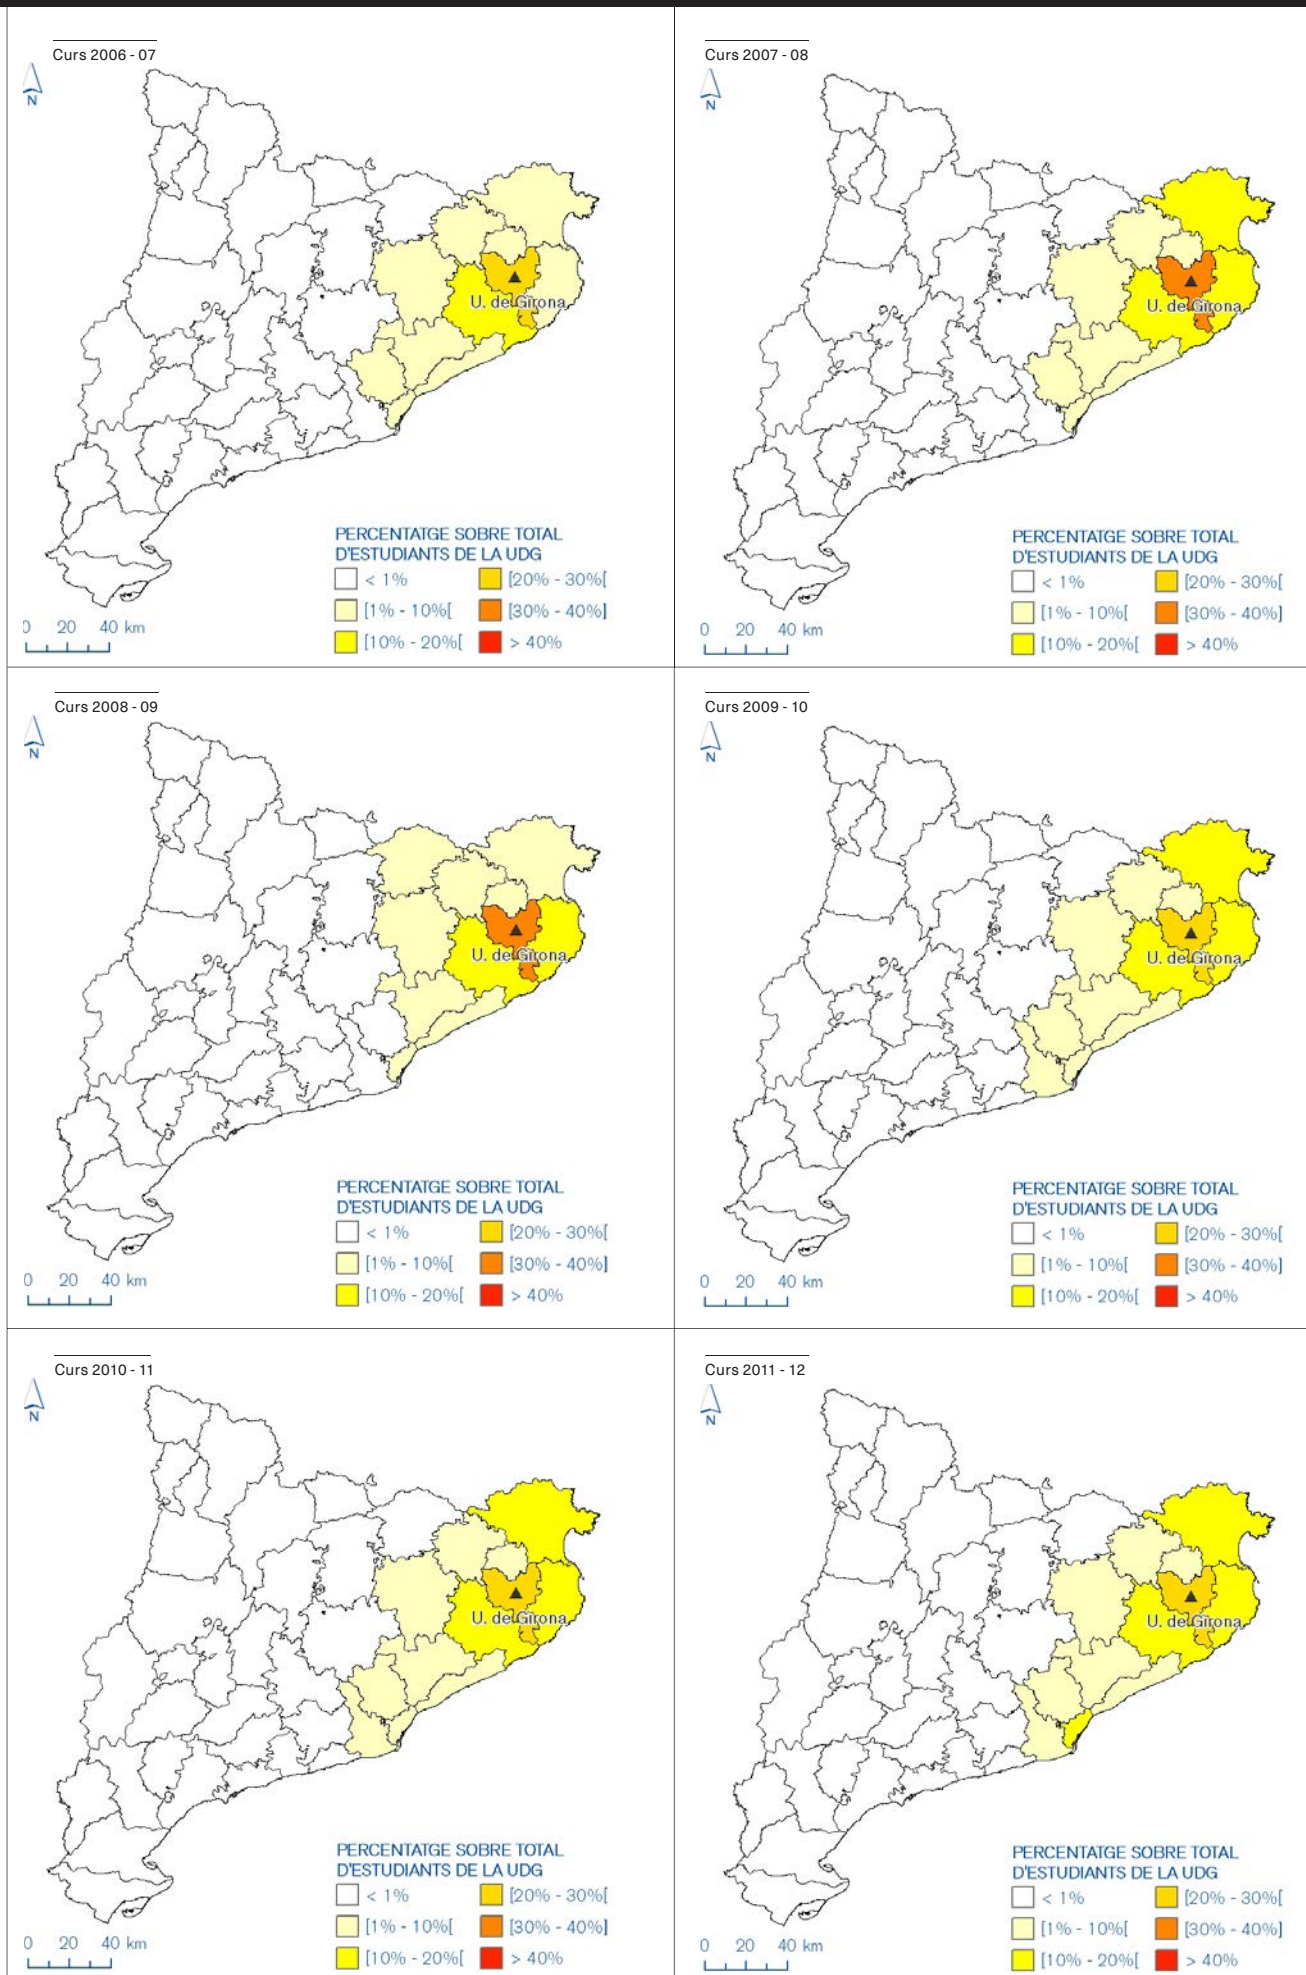 Curs 2006 - 07
N
U. de Girona
PERCENTATGE SOBRE TOTAL
D'ESTUDIANTS DE LA UDG
< 1% [20% - 30%[
[1% - 10%[ [30% - 40%]
[10% - 20%[ > 40%
0 20 40 km
Curs 2007 - 08
N
U. de Girona
PERCENTATGE SOBRE TOTAL
D'ESTUDIANTS DE LA UDG
< 1% [20% - 30%[
[1% - 10%[ [30% - 40%]
[10% - 20%[ > 40%
0 20 40 km
Curs 2008 - 09
N
U. de Girona
PERCENTATGE SOBRE TOTAL
D'ESTUDIANTS DE LA UDG
< 1% [20% - 30%[
[1% - 10%[ [30% - 40%]
[10% - 20%[ > 40%
0 20 40 km
Curs 2009 - 10
N
U. de Girona
PERCENTATGE SOBRE TOTAL
D'ESTUDIANTS DE LA UDG
< 1% [20% - 30%[
[1% - 10%[ [30% - 40%]
[10% - 20%[ > 40%
0 20 40 km
Curs 2010 - 11
N
U. de Girona
PERCENTATGE SOBRE TOTAL
D'ESTUDIANTS DE LA UDG
< 1% [20% - 30%[
[1% - 10%[ [30% - 40%]
[10% - 20%[ > 40%
0 20 40 km
Curs 2011 - 12
N
U. de Girona
PERCENTATGE SOBRE TOTAL
D'ESTUDIANTS DE LA UDG
< 1% [20% - 30%[
[1% - 10%[ [30% - 40%]
[10% - 20%[ > 40%
0 20 40 km